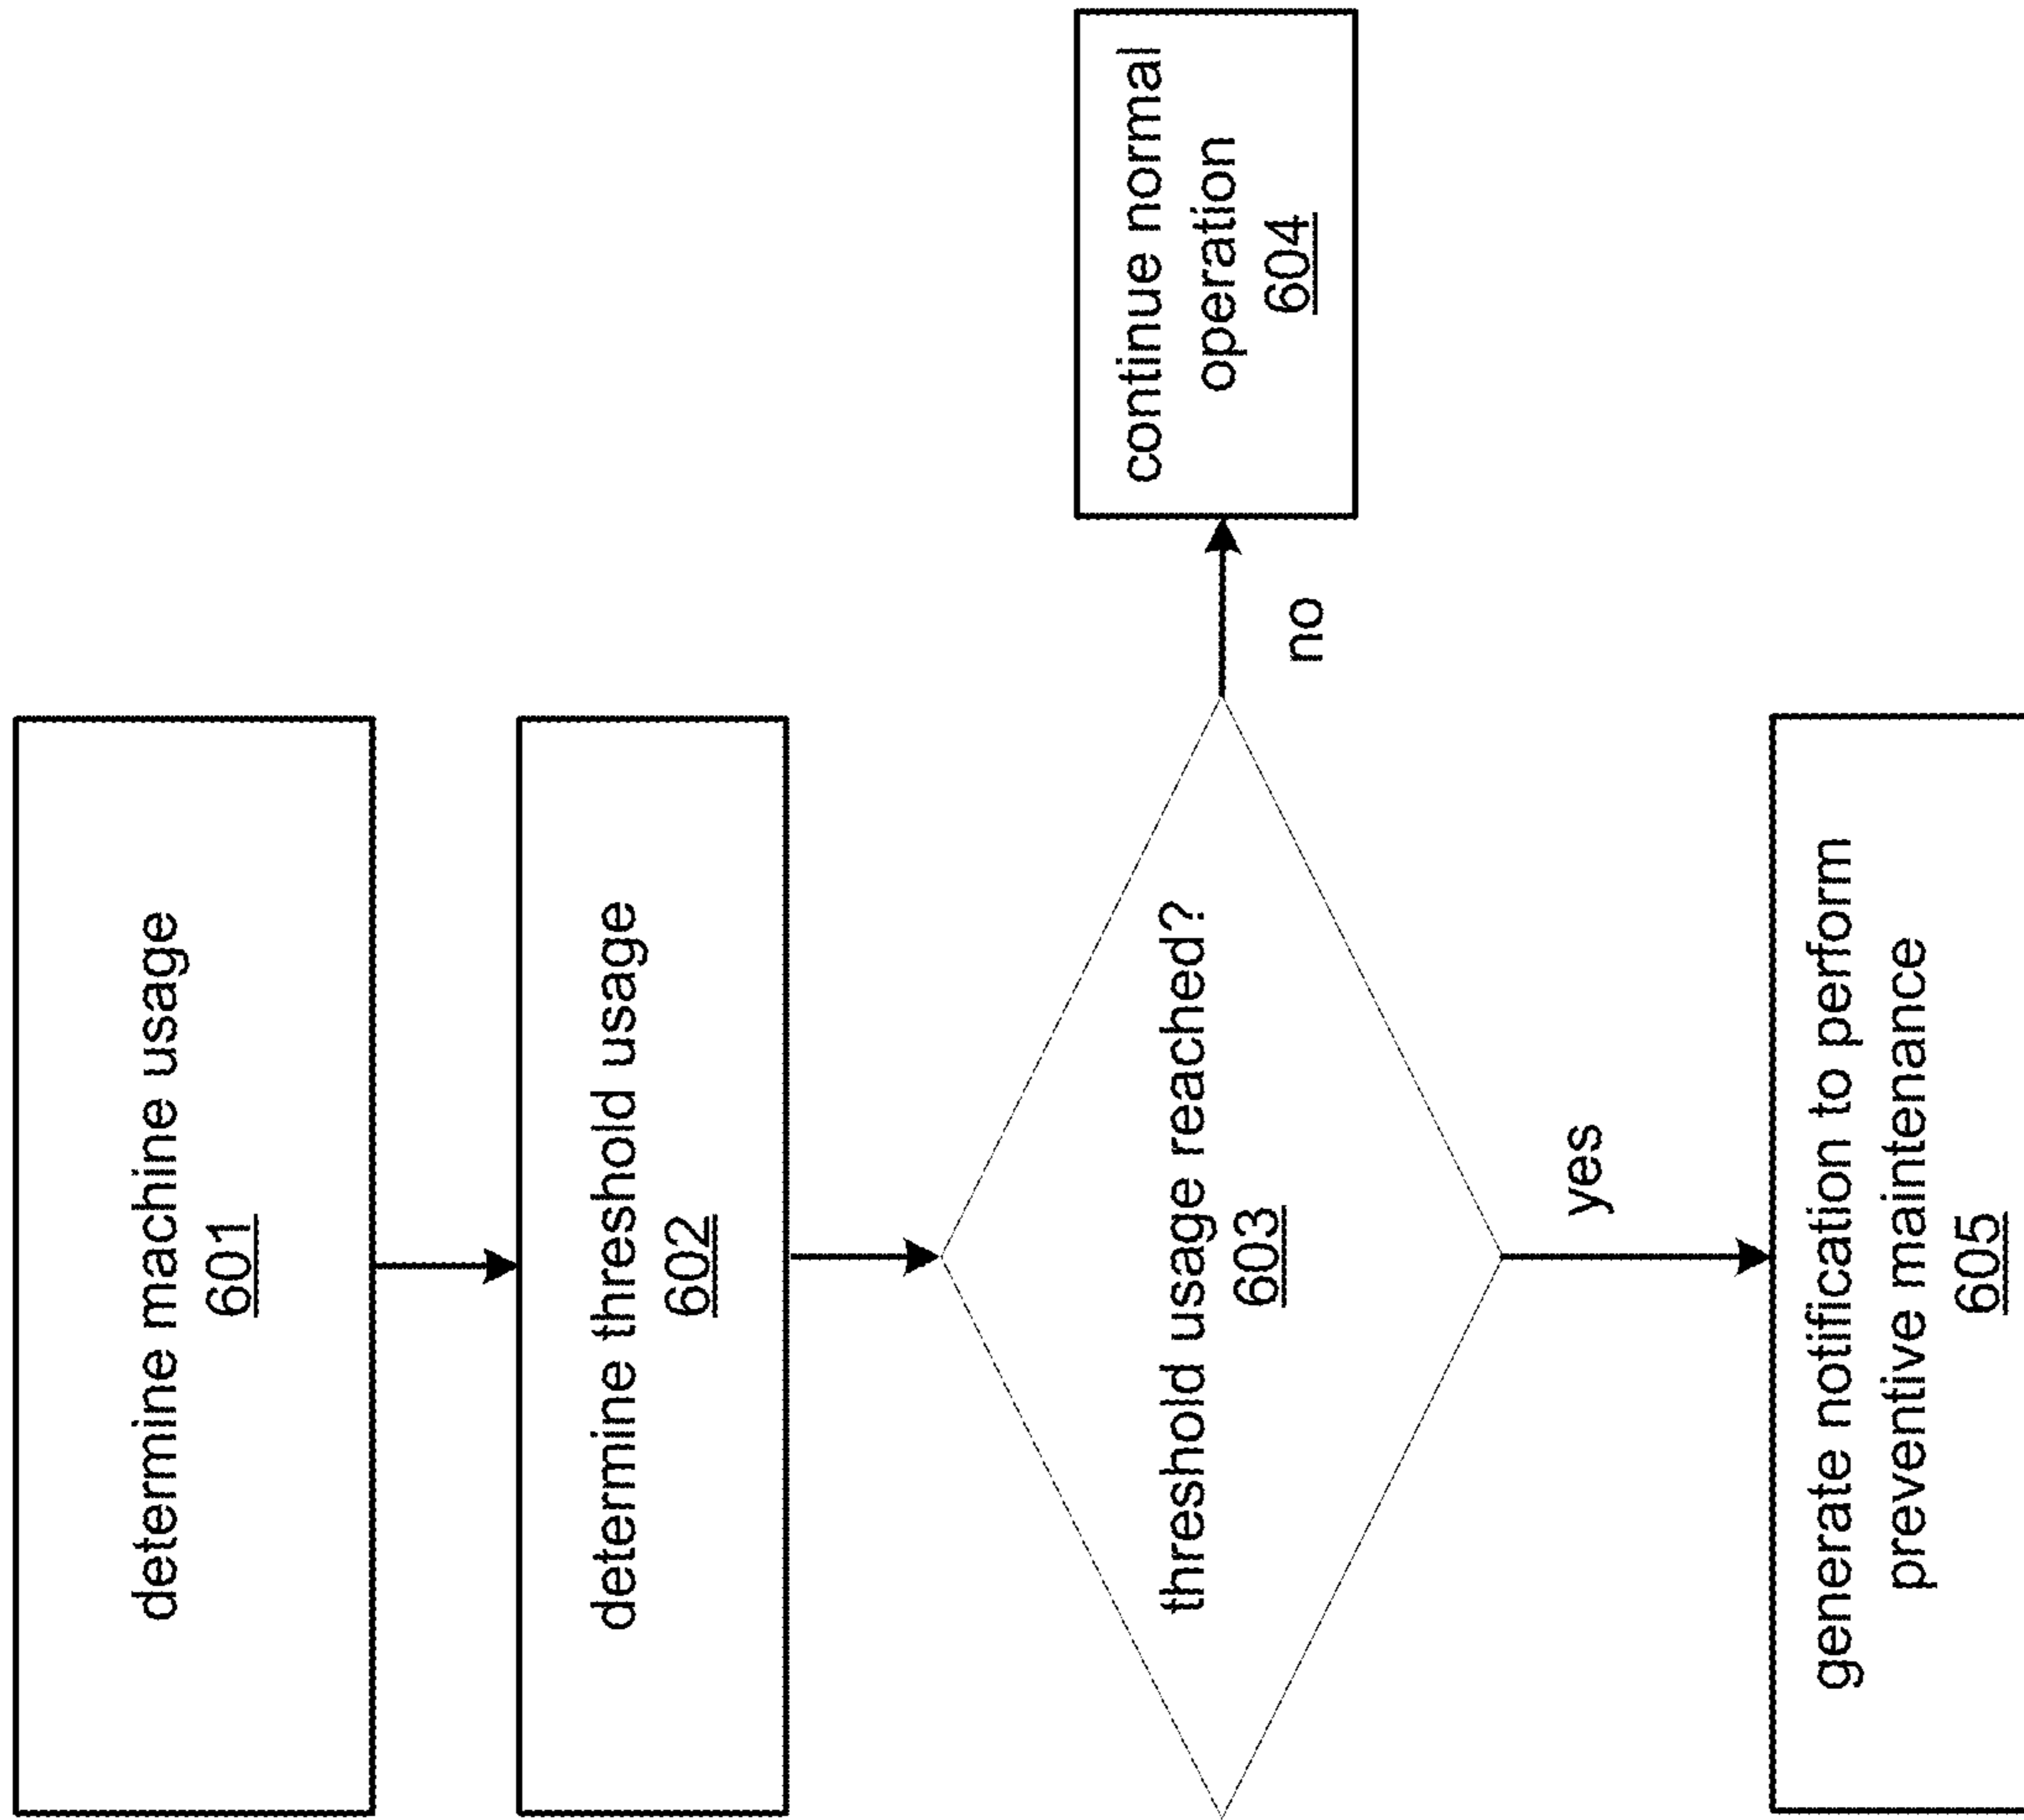 determine machine usage
601
determine threshold usage
602
threshold usage reached?
603
no
continue normal
operation
604
yes
generate notification to perform
preventive maintenance
605